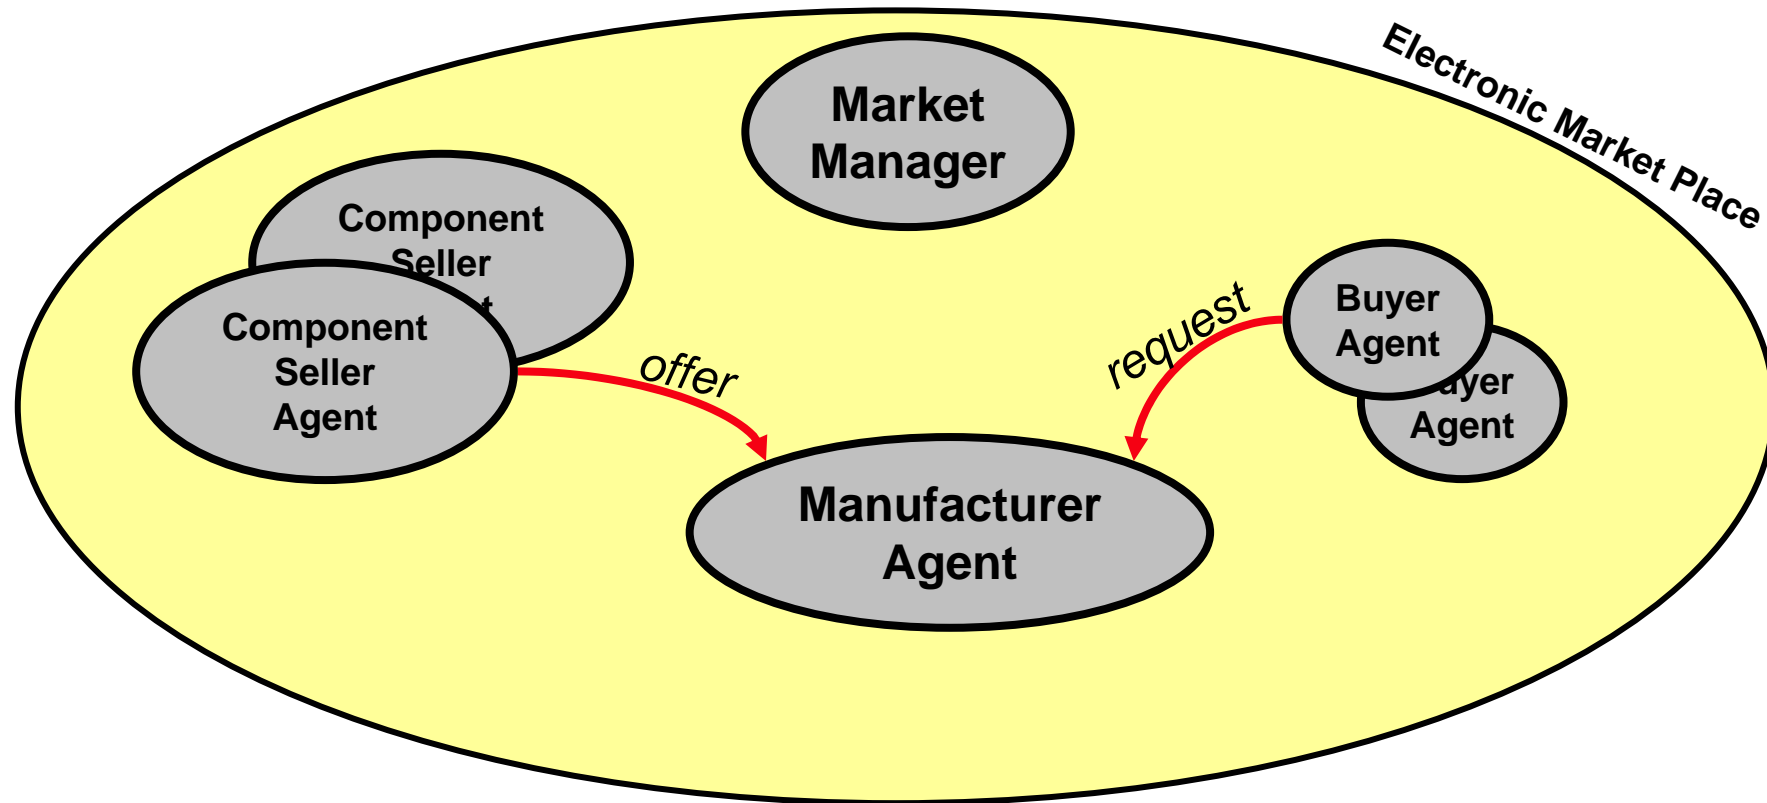 Electronic Market Place
Market
Manager
Component
Seller
Component
Seller
Agent
offer
request
Buyer
Agent
Agent
Manufacturer
Agent